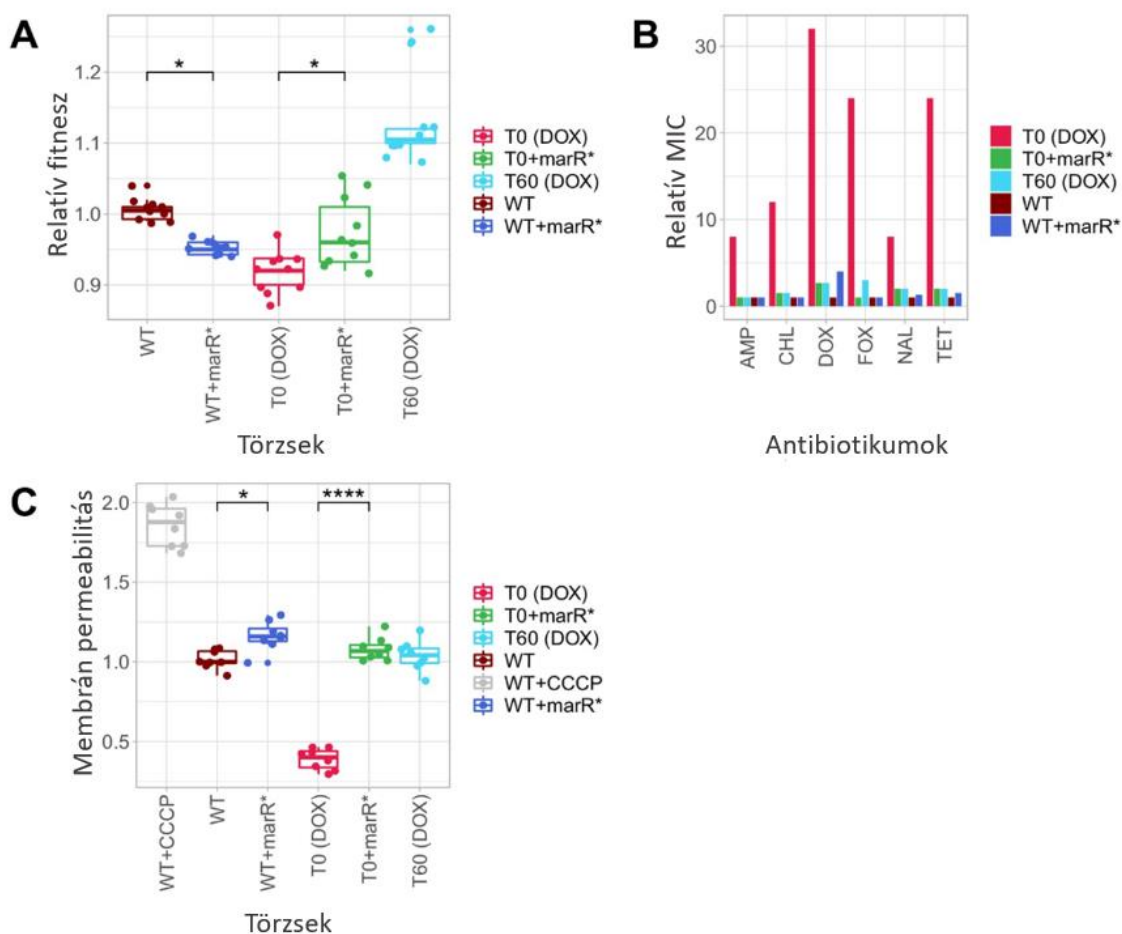 A
Relatív fitnesz
1.2
1.1
1.0
0.9
*
*
WT
WT+marR*
T0 (DOX)
T0+marR*
T60 (DOX)
Törzsek
T0 (DOX)
T0+marR*
T60 (DOX)
WT
WT+marR*
B
Relatív MIC
30
20
10
0
AMP
CHL
DOX
FOX
NAL
TET
Antibiotikumok
T0 (DOX)
T0+marR*
T60 (DOX)
WT
WT+marR*
C
Membrán permeabilitás
2.0
1.5
1.0
0.5
*
****
WT+CCCP
WT
WT+marR*
T0 (DOX)
T0+marR*
T60 (DOX)
Törzsek
T0 (DOX)
T0+marR*
T60 (DOX)
WT
WT+CCCP
WT+marR*